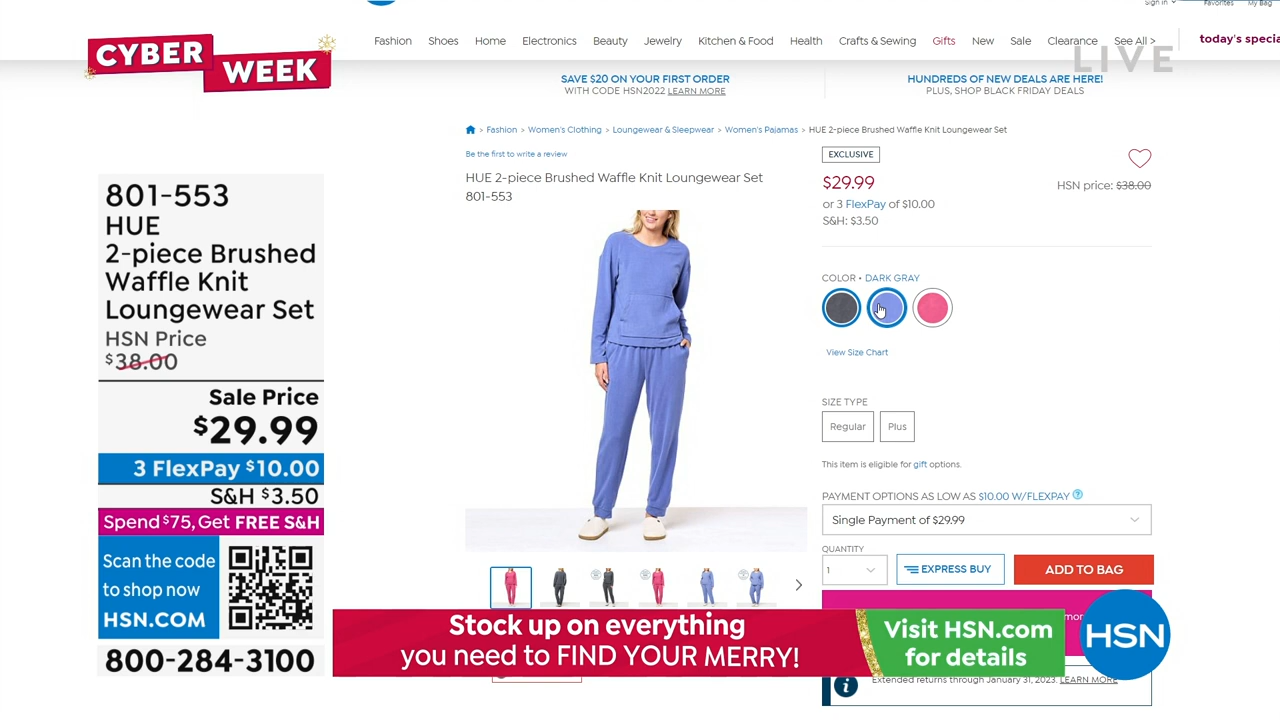 CYBER
WEEK
Sign in
Favorites
My Bag
Fashion Shoes Home Electronics Beauty Jewelry Kitchen & Food Health Crafts & Sewing Gifts New Sale Clearance See All >
today's
LIVE
SAVE $20 ON YOUR FIRST ORDER
WITH CODE HSN2022 LEARN MORE
HUNDREDS OF NEW DEALS ARE HERE!
PLUS, SHOP BLACK FRIDAY DEALS
> Fashion > Women's Clothing > Loungewear & Sleepwear > Women's Pajamas > HUE 2-piece Brushed Waffle Knit Loungewear Set
Be the first to write a review
HUE 2-piece Brushed Waffle Knit Loungewear Set
801-553
EXCLUSIVE
$29.99
HSN price: $38.00
or 3 FlexPay of $10.00
S&H: $3.50
COLOR • DARK GRAY
View Size Chart
SIZE TYPE
Regular
Plus
This item is eligible for gift options.
PAYMENT OPTIONS AS LOW AS $10.00 W/FLEXPAY ?
Single Payment of $29.99
QUANTITY
1
EXPRESS BUY
ADD TO BAG
Extended returns through January 31, 2023. LEARN MORE
801-553
HUE
2-piece Brushed
Waffle Knit
Loungewear Set
HSN Price
$38.00
Sale Price
$29.99
3 FlexPay $10.00
S&H $3.50
Spend $75, Get FREE S&H
Scan the code
to shop now
HSN.COM
800-284-3100
Stock up on everything
you need to FIND YOUR MERRY!
Visit HSN.com
for details
HSN